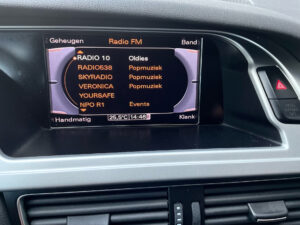 Geheugen Radio FM Band
RADIO 10 Oldies
RADIO538 Popmuziek
SKYRADIO Popmuziek
VERONICA Popmuziek
YOURSAFE
NPO R1 Events
Handmatig 25.5°C 14:46 Klank